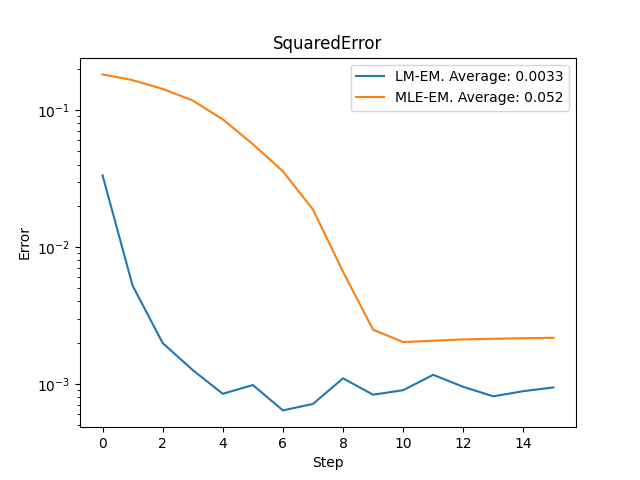 SquaredError
LM-EM. Average: 0.0033
MLE-EM. Average: 0.052
10⁻¹
10⁻²
10⁻³
Error
0 2 4 6 8 10 12 14
Step